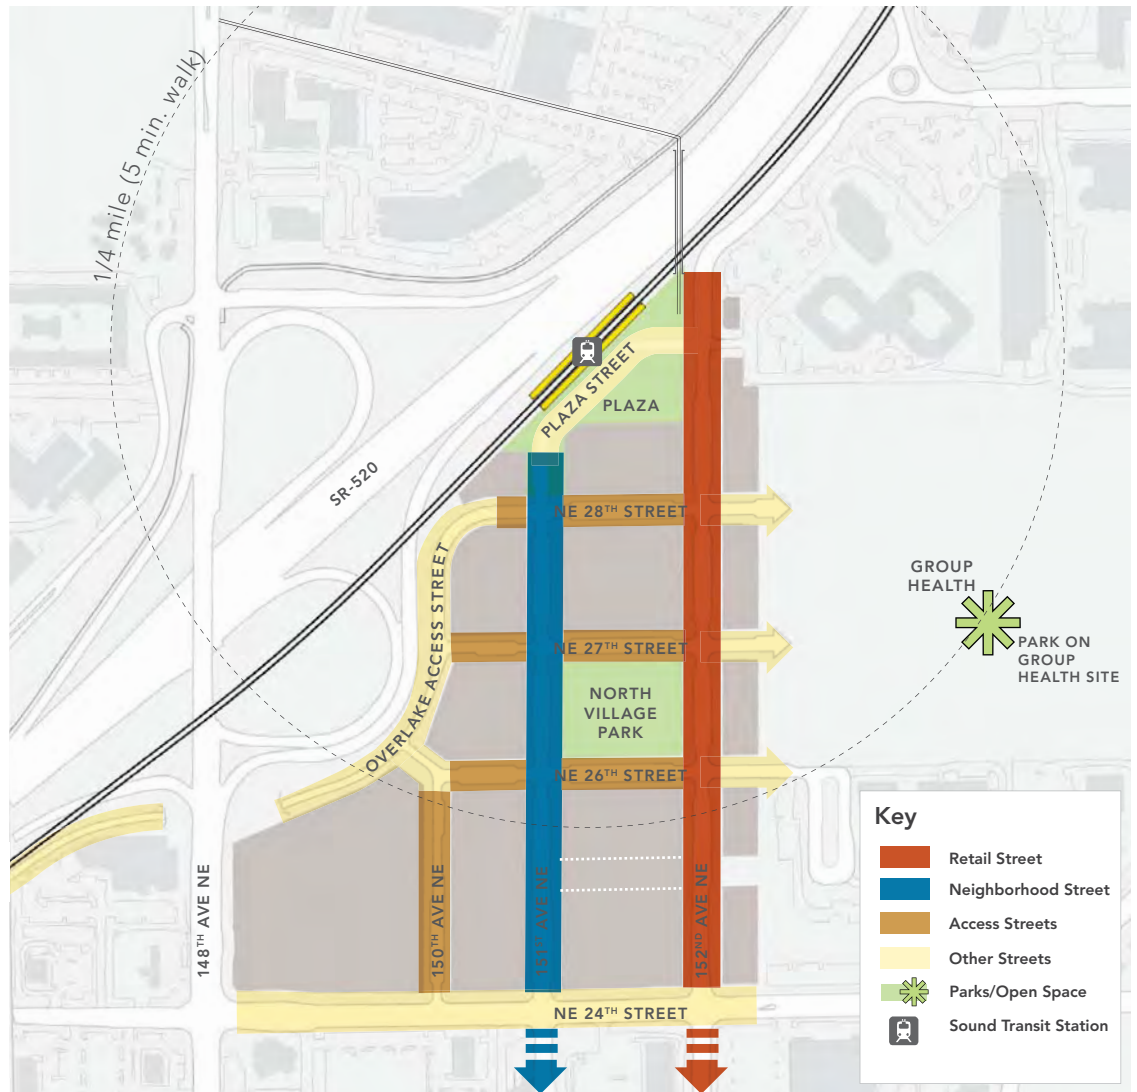 1/4 mile (5 min. walk)
SR-520
PLAZA STREET
PLAZA
NE 28TH STREET
OVERLAKE ACCESS STREET
GROUP
HEALTH
PARK ON
GROUP
HEALTH SITE
NE 27TH STREET
NORTH
VILLAGE
PARK
NE 26TH STREET
148TH AVE NE
150TH AVE NE
151ST AVE NE
152ND AVE NE
NE 24TH STREET
Key
Retail Street
Neighborhood Street
Access Streets
Other Streets
Parks/Open Space
Sound Transit Station